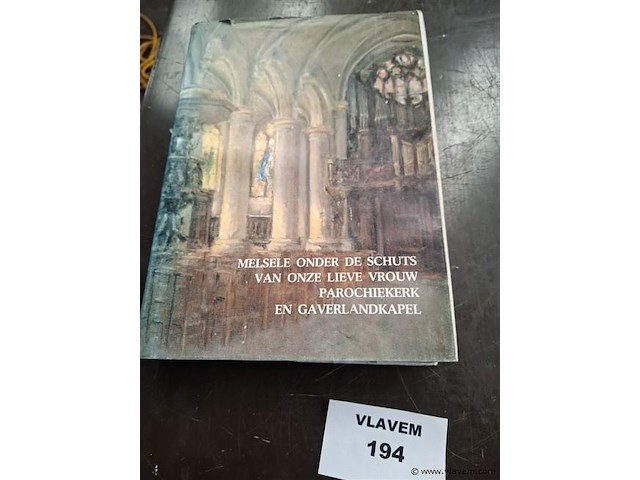 MELSELE ONDER DE SCHUTS
VAN ONZE LIEVE VROUW
PAROCHIEKERK
EN GAVERLANDKAPEL
VLAVEM
194
© www.vlavem.com